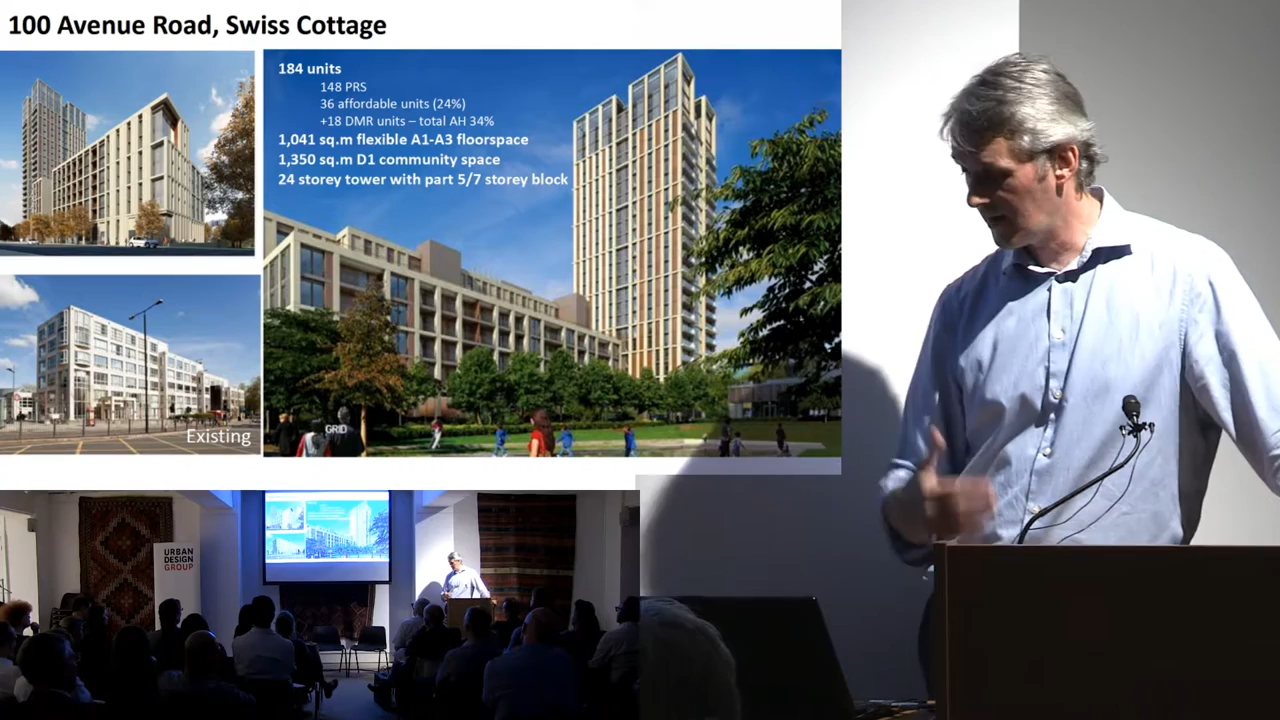 100 Avenue Road, Swiss Cottage
184 units
148 PRS
36 affordable units (24%)
+18 DMR units – total AH 34%
1,041 sq.m flexible A1-A3 floorspace
1,350 sq.m D1 community space
24 storey tower with part 5/7 storey block
GRID
Existing
URBAN
DESIGN
GROUP